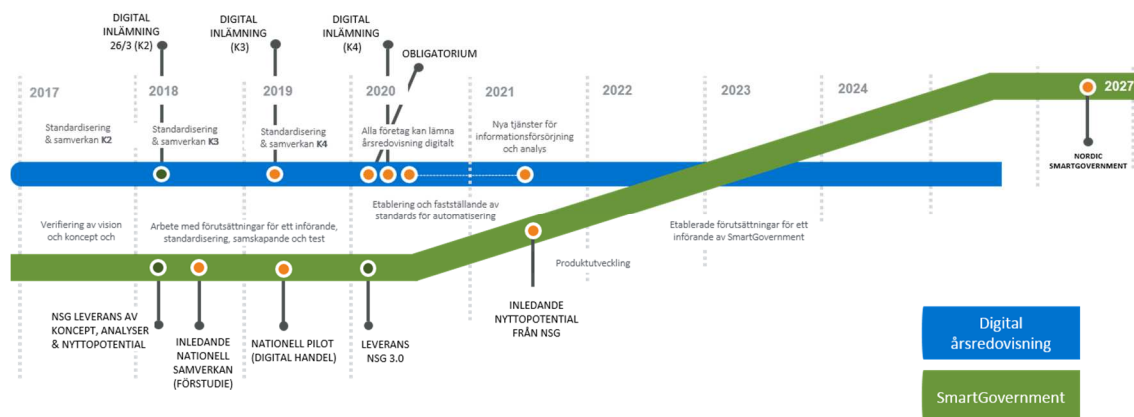 DIGITAL
INLÄMNING
26/3 (K2)
DIGITAL
INLÄMNING
(K3)
DIGITAL
INLÄMNING
(K4)
OBLIGATORIUM
2017
2018
2019
2020
2021
2022
2023
2024
2027
Standardisering
& samverkan K2
Standardisering
& samverkan K3
Standardisering
& samverkan K4
Alla företag kan lämna
årsredovisning digitalt
Nya tjänster för
informationsförsörjning
och analys
NORDIC
SMARTGOVERNMENT
Etablering och fastställande av
standards för automatisering
Verifiering av vision
och koncept och
Arbete med förutsättningar för ett införande,
standardisering, samskapande och test
Etablerade förutsättningar för ett
införande av SmartGovernment
Produktutveckling
NSG LEVERANS AV
KONCEPT, ANALYSER
& NYTTOPOTENTIAL
INLEDANDE
NATIONELL
SAMVERKAN
(FÖRSTUDIE)
NATIONELL PILOT
(DIGITAL HANDEL)
LEVERANS
NSG 3.0
INLEDANDE
NYTTOPOTENTIAL
FRÅN NSG
Digital
årsredovisning
SmartGovernment